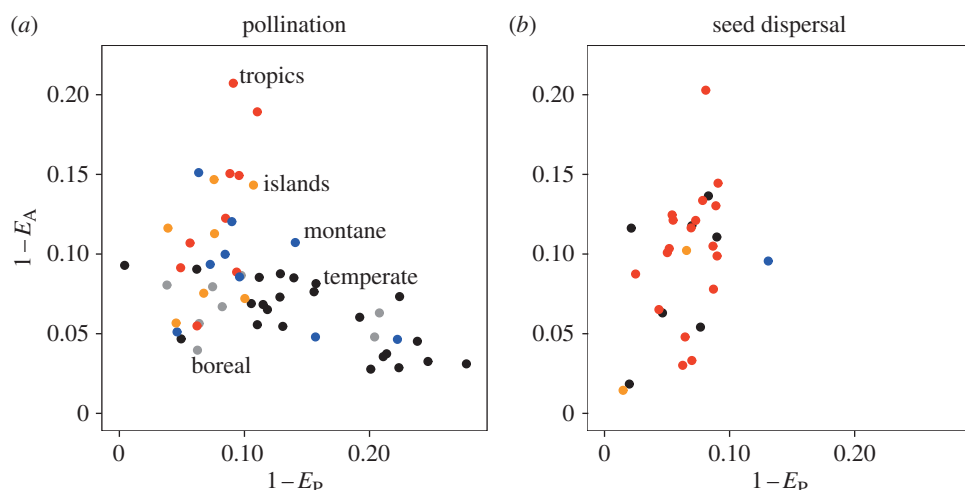 (a) pollination
(b) seed dispersal
1 – E_A
0.20
0.15
0.10
0.05
0
0 0.10 0.20
1 – E_P
tropics
islands
montane
temperate
boreal
0.20
0.15
0.10
0.05
0
0 0.10 0.20
1 – E_P